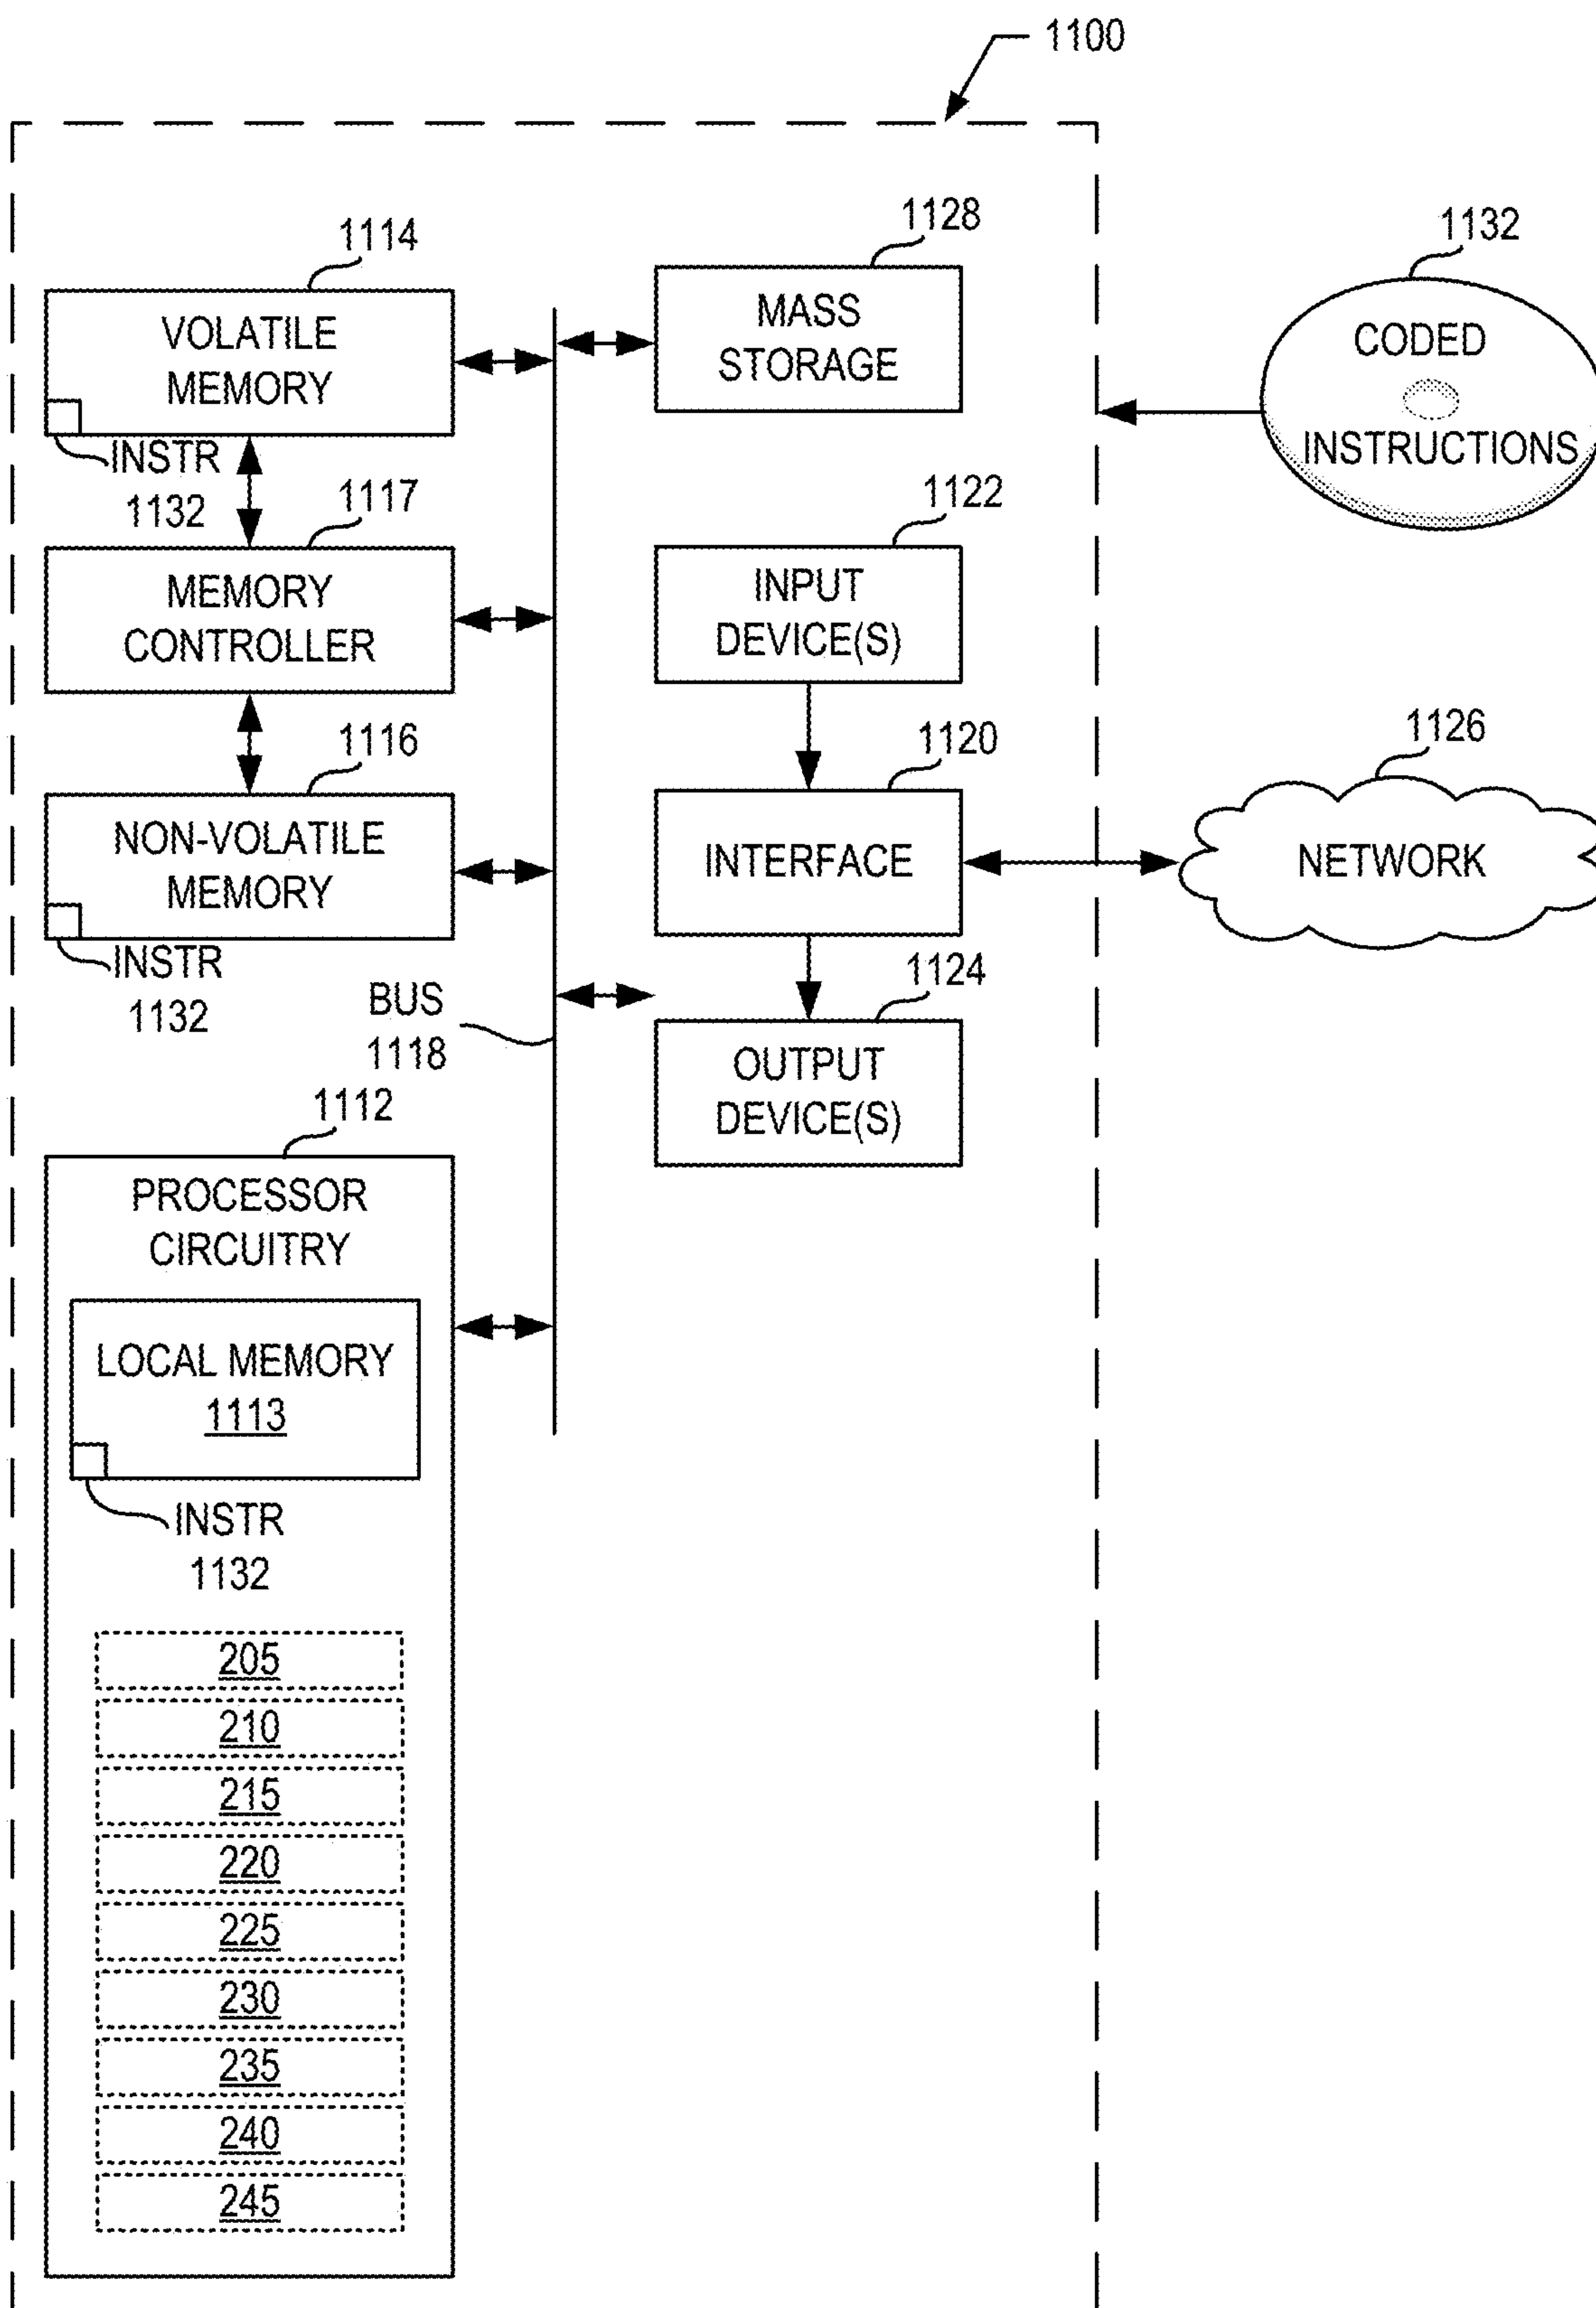 1100
1114
VOLATILE
MEMORY
INSTR
1132
1117
MEMORY
CONTROLLER
1116
NON-VOLATILE
MEMORY
INSTR
1132
BUS
1118
1112
PROCESSOR
CIRCUITRY
LOCAL MEMORY
1113
INSTR
1132
205
210
215
220
225
230
235
240
245
1128
MASS
STORAGE
1122
INPUT
DEVICE(S)
1120
INTERFACE
1124
OUTPUT
DEVICE(S)
1132
CODED
INSTRUCTIONS
1126
NETWORK